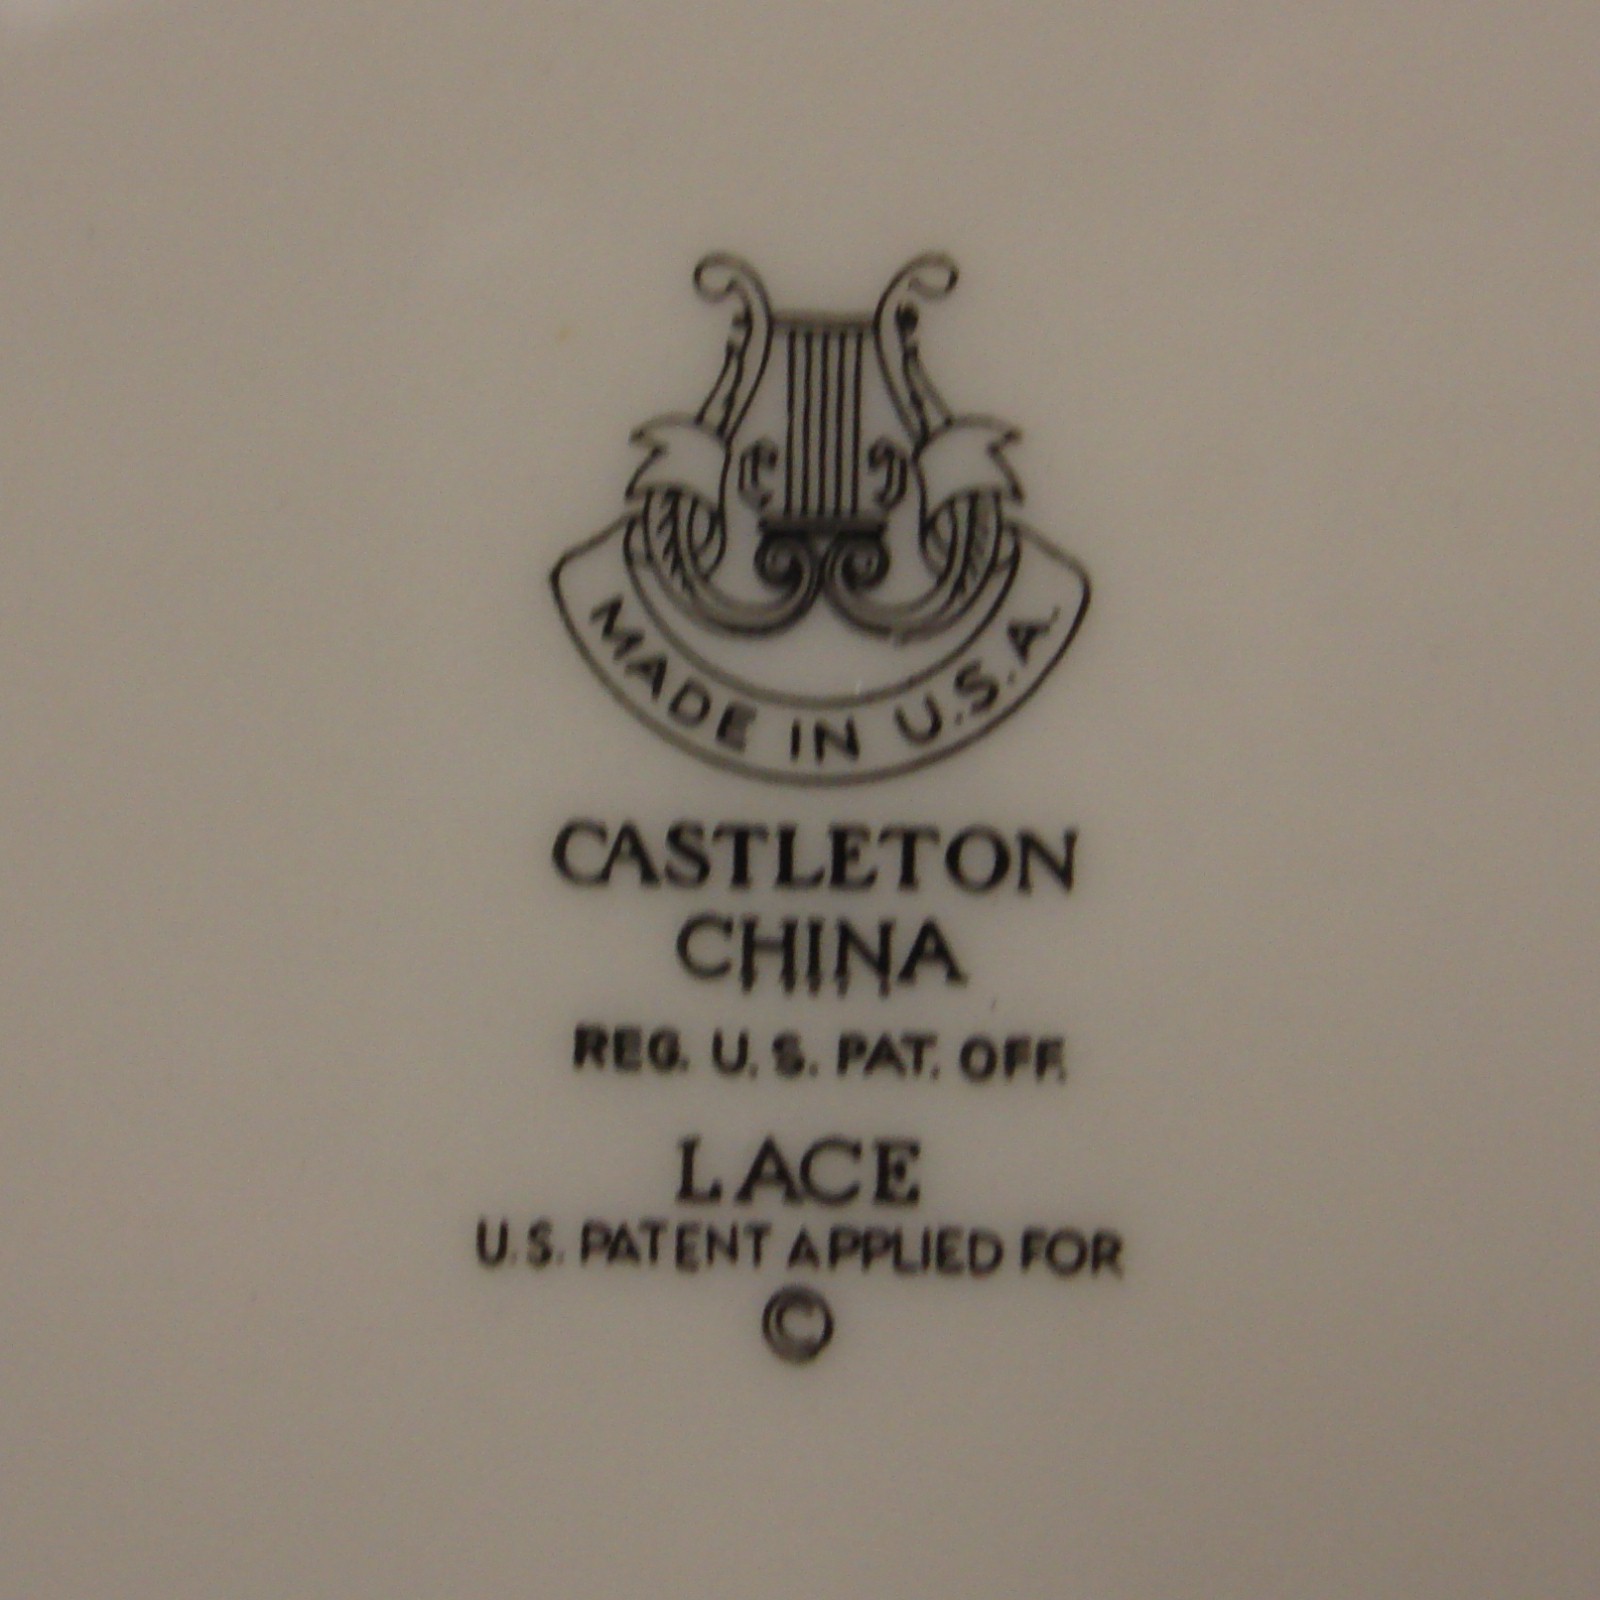 MADE IN U.S.A.
CASTLETON
CHINA
REG. U.S. PAT. OFF.
LACE
U.S. PATENT APPLIED FOR
©